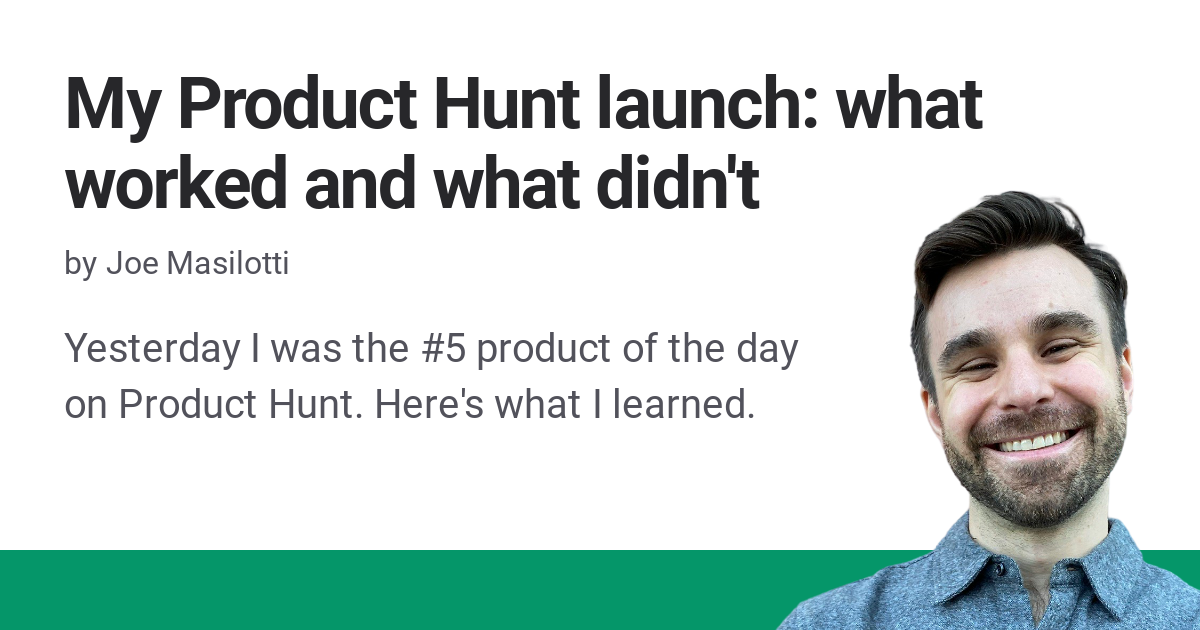 My Product Hunt launch: what
worked and what didn't
by Joe Masilotti
Yesterday I was the #5 product of the day
on Product Hunt. Here's what I learned.